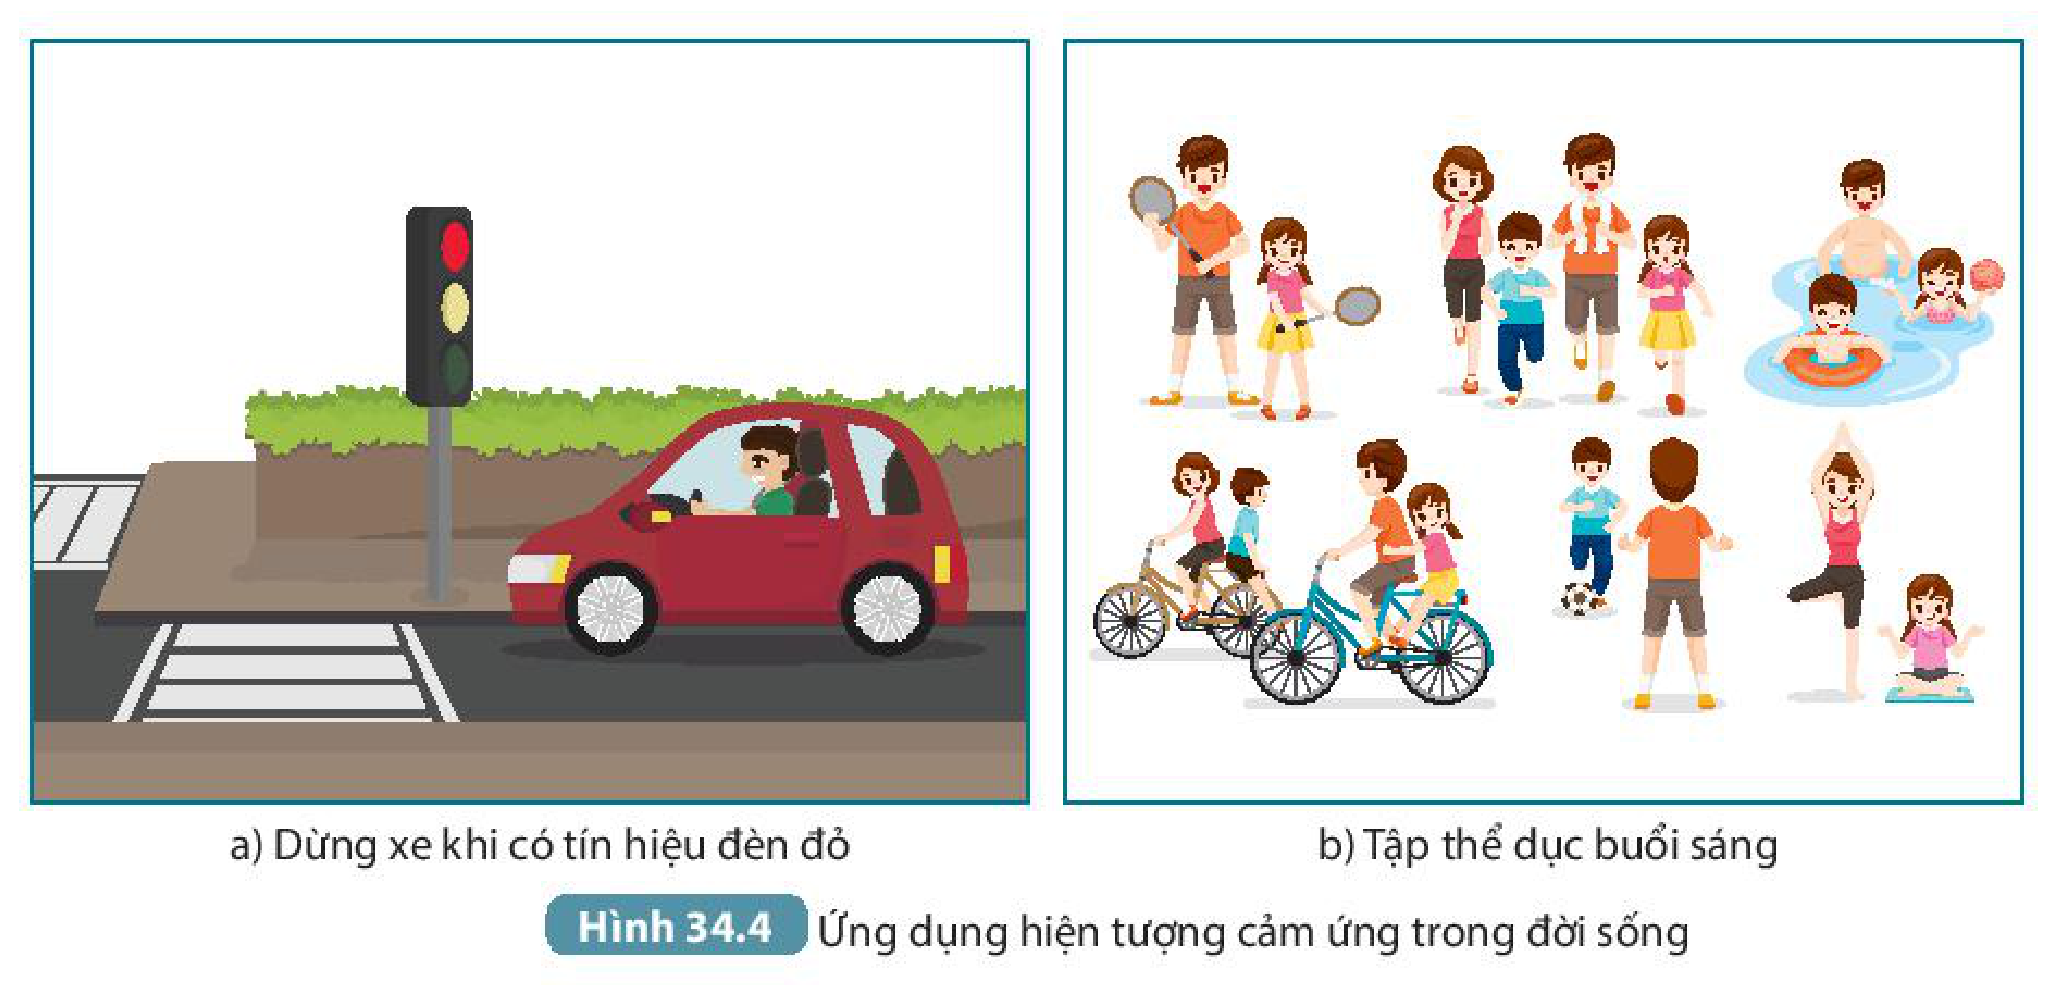 a) Dừng xe khi có tín hiệu đèn đỏ
b) Tập thể dục buổi sáng
Hình 34.4 Ứng dụng hiện tượng cảm ứng trong đời sống